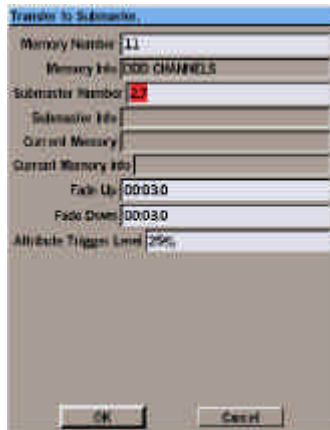 Transfer to Submaster.
Memory Number 11
Memory Info ODD CHANNELS
Submaster Number 27
Submaster Info
Current Memory
Current Memory Info
Fade Up 00:03.0
Fade Down 00:03.0
Attribute Trigger Level 25%
OK Cancel